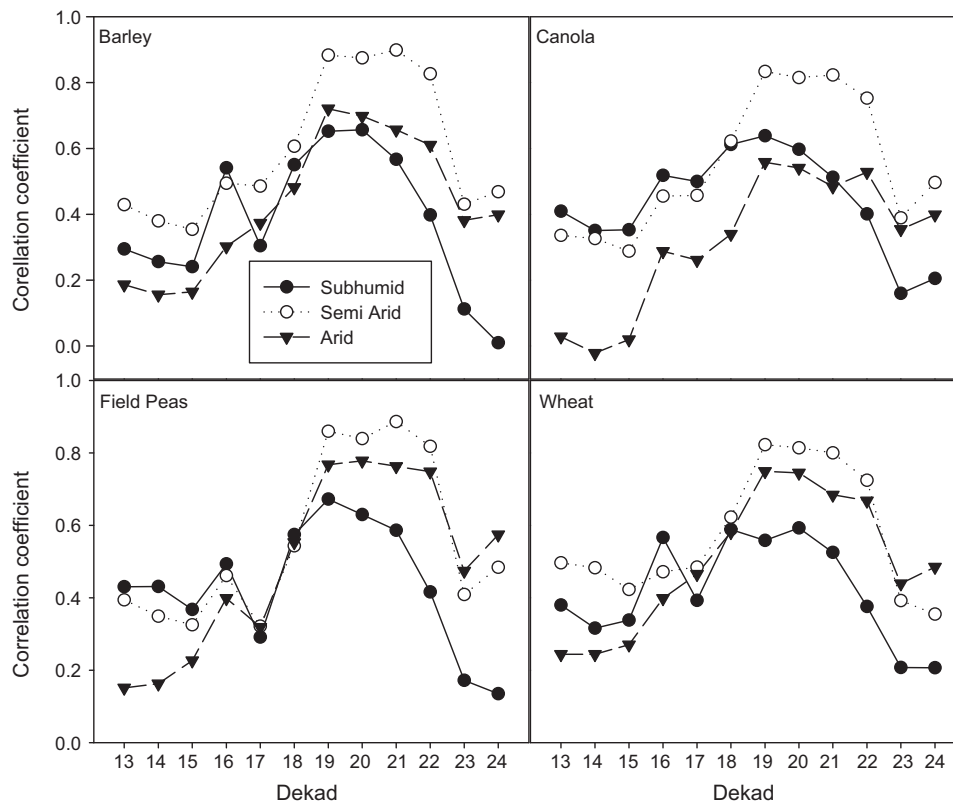 1.0
Barley
Canola
0.8
0.6
0.4
0.2
0.0
Corellation coefficient
Subhumid
Semi Arid
Arid
1.0
Field Peas
Wheat
0.8
0.6
0.4
0.2
0.0
Correlation coefficient
13 14 15 16 17 18 19 20 21 22 23 24
13 14 15 16 17 18 19 20 21 22 23 24
Dekad
Dekad